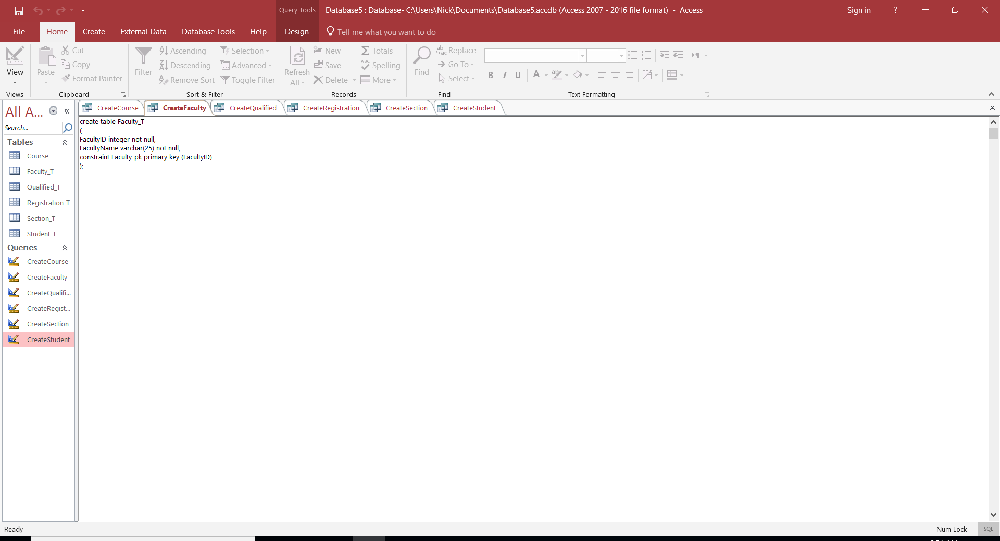 Query Tools
Database5 : Database- C:\Users\Nick\Documents\Database5.accdb (Access 2007 - 2016 file format) - Access
Sign in
?
File
Home
Create
External Data
Database Tools
Help
Design
Tell me what you want to do
View
Views
Paste
Cut
Copy
Format Painter
Clipboard
Filter
Ascending
Descending
Remove Sort
Selection
Advanced
Toggle Filter
Sort & Filter
Refresh
All
New
Save
Delete
Totals
Spelling
More
Records
Find
Replace
Go To
Select
Find
B I U
A
Text Formatting
All A...
Search...
Tables
Course
Faculty_T
Qualified_T
Registration_T
Section_T
Student_T
Queries
CreateCourse
CreateFaculty
CreateQualifi...
CreateRegist...
CreateSection
CreateStudent
CreateCourse
CreateFaculty
CreateQualified
CreateRegistration
CreateSection
CreateStudent
create table Faculty_T
(
FacultyID integer not null,
FacultyName varchar(25) not null,
constraint Faculty_pk primary key (FacultyID)
);
Ready
Num Lock
SQL